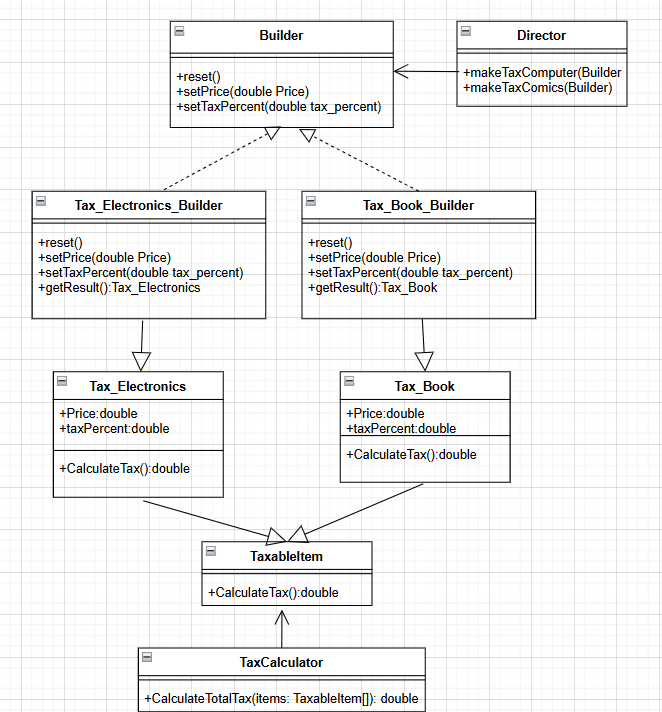 Builder
+reset()
+setPrice(double Price)
+setTaxPercent(double tax_percent)
Director
+makeTaxComputer(Builder
+makeTaxComics(Builder)
Tax_Electronics_Builder
+reset()
+setPrice(double Price)
+setTaxPercent(double tax_percent)
+getResult():Tax_Electronics
Tax_Book_Builder
+reset()
+setPrice(double Price)
+setTaxPercent(double tax_percent)
+getResult():Tax_Book
Tax_Electronics
+Price:double
+taxPercent:double
+CalculateTax():double
Tax_Book
+Price:double
+taxPercent:double
+CalculateTax():double
TaxableItem
+CalculateTax():double
TaxCalculator
+CalculateTotalTax(items: TaxableItem[]): double